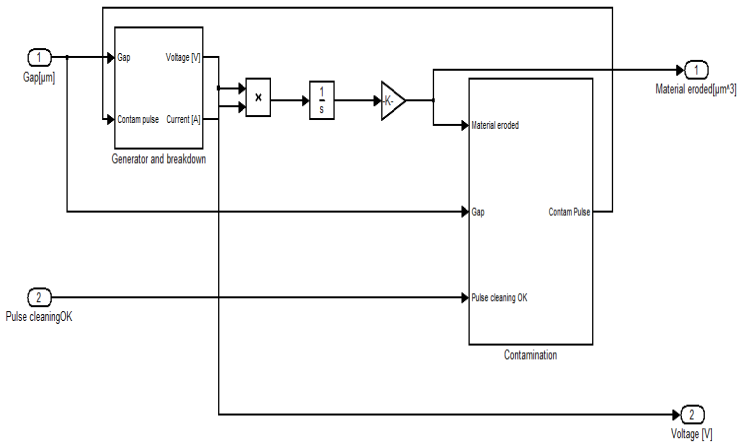 1
Gap[µm]
Gap
Voltage [V]
Contam pulse
Current [A]
Generator and breakdown
×
1
s
-K-
1
Material eroded[µm^3]
Material eroded
Gap
Contam Pulse
Pulse cleaning OK
Contamination
2
Pulse cleaningOK
2
Voltage [V]